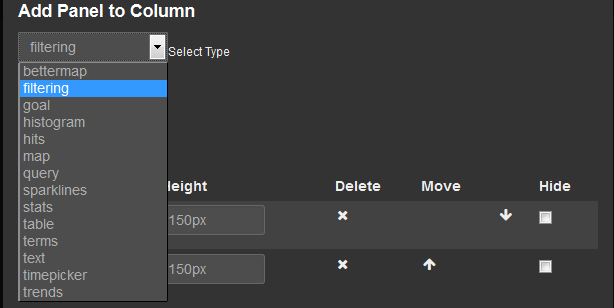 Add Panel to Column
filtering Select Type
bettermap
filtering
goal
histogram
hits
map
query
sparklines
stats
table
terms
text
timepicker
trends
Height Delete Move Hide
150px
150px